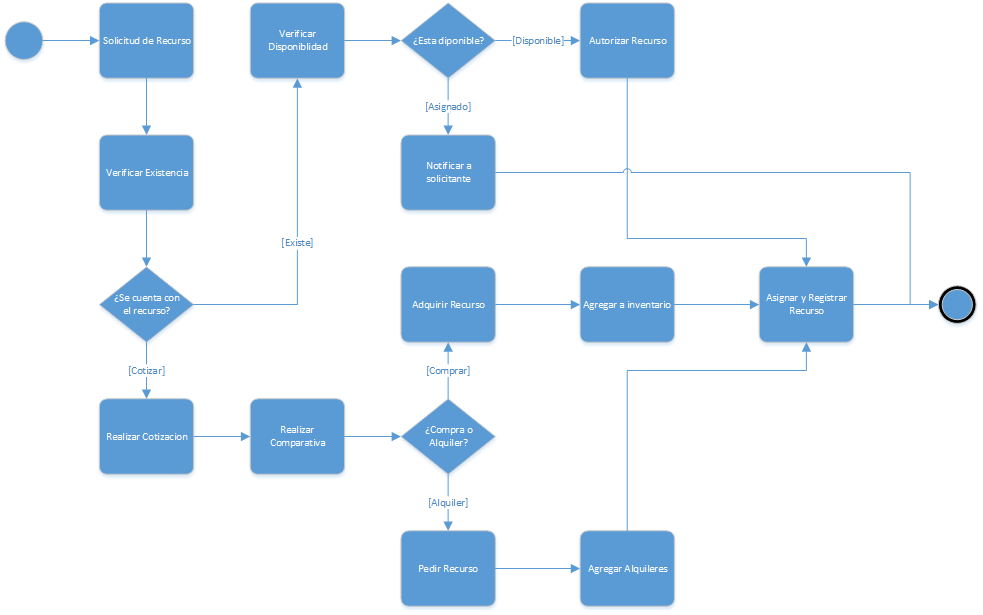 Solicitud de Recurso
Verificar
Disponiblidad
¿Esta diponible?
[Disponible]
Autorizar Recurso
[Asignado]
Verificar Existencia
Notificar a
solicitante
[Existe]
¿Se cuenta con
el recurso?
Adquirir Recurso
Agregar a inventario
Asignar y Registrar
Recurso
[Cotizar]
[Comprar]
Realizar Cotizacion
Realizar
Comparativa
¿Compra o
Alquiler?
[Alquiler]
Pedir Recurso
Agregar Alquileres